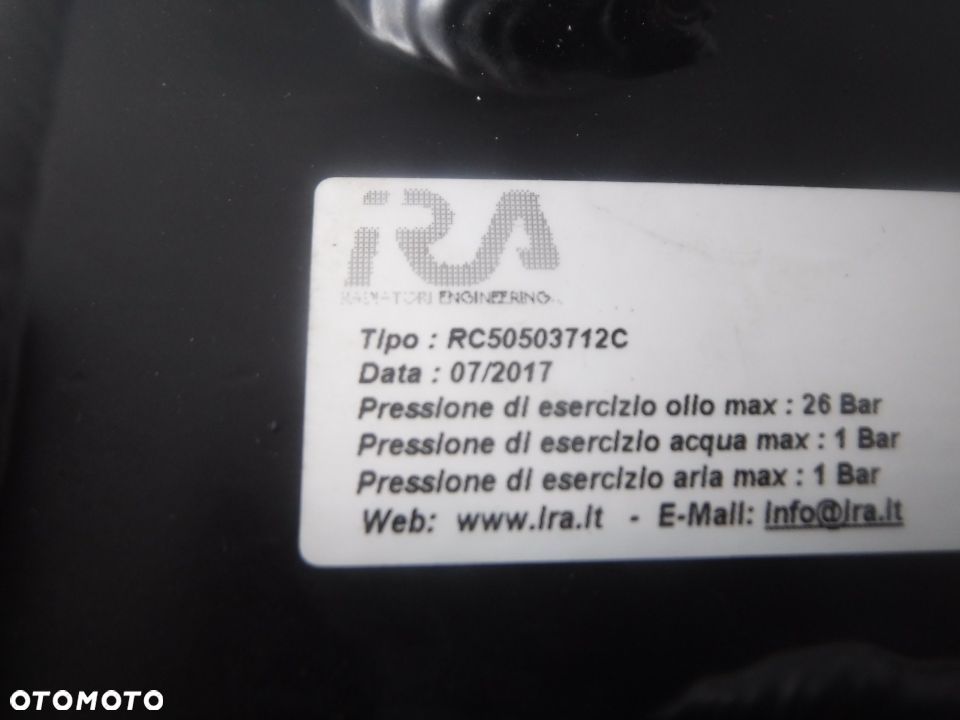 iRA
RADIATORI ENGINEERING
Tipo : RC50503712C
Data : 07/2017
Pressione di esercizio olio max : 26 Bar
Pressione di esercizio acqua max : 1 Bar
Pressione di esercizio aria max : 1 Bar
Web: www.ira.it - E-Mail: info@ira.it
OTOMOTO